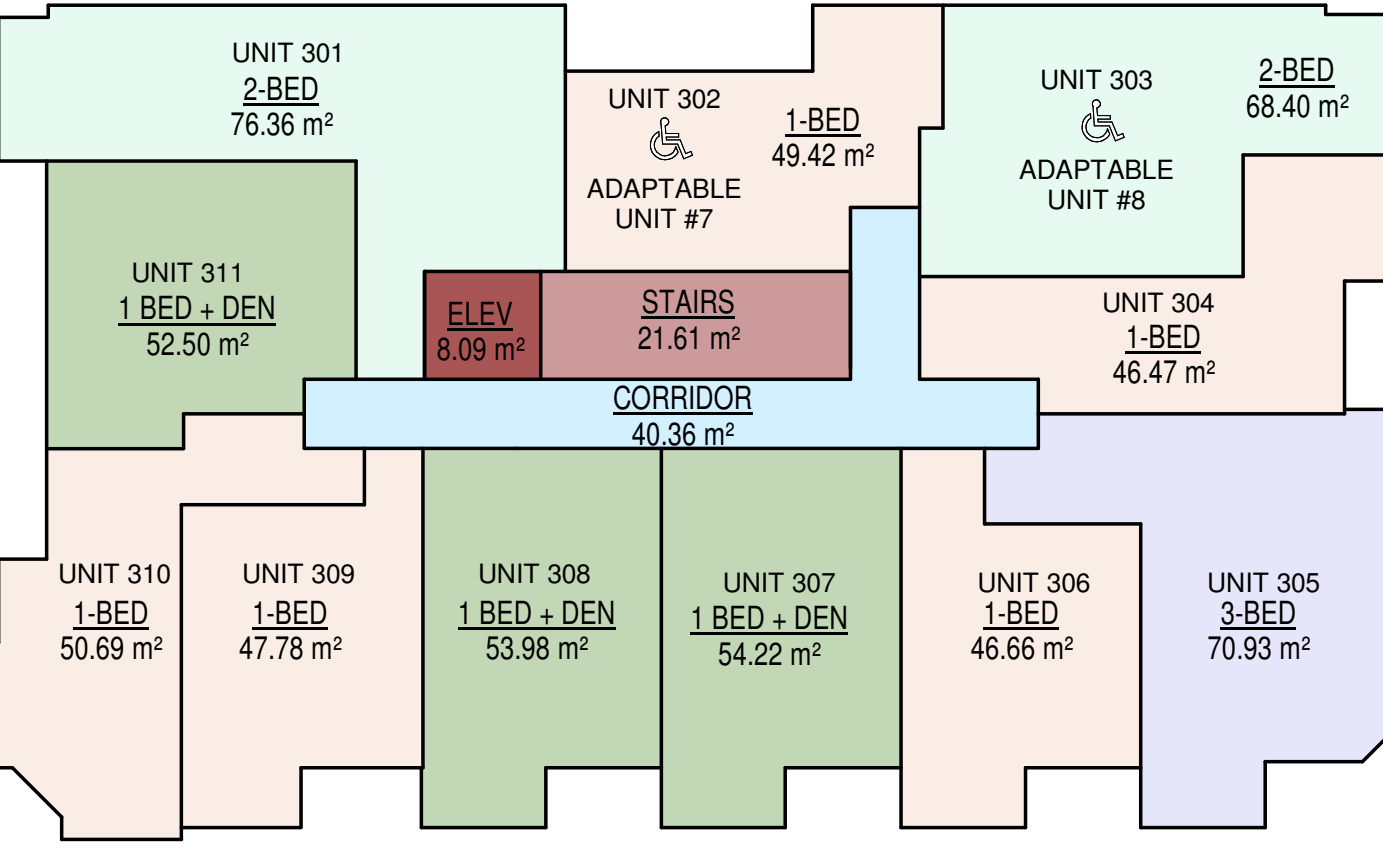 UNIT 301
2-BED
76.36 m²
UNIT 302
ADAPTABLE
UNIT #7
1-BED
49.42 m²
UNIT 303
ADAPTABLE
UNIT #8
2-BED
68.40 m²
UNIT 311
1 BED + DEN
52.50 m²
ELEV
8.09 m²
STAIRS
21.61 m²
UNIT 304
1-BED
46.47 m²
CORRIDOR
40.36 m²
UNIT 310
1-BED
50.69 m²
UNIT 309
1-BED
47.78 m²
UNIT 308
1 BED + DEN
53.98 m²
UNIT 307
1 BED + DEN
54.22 m²
UNIT 306
1-BED
46.66 m²
UNIT 305
3-BED
70.93 m²